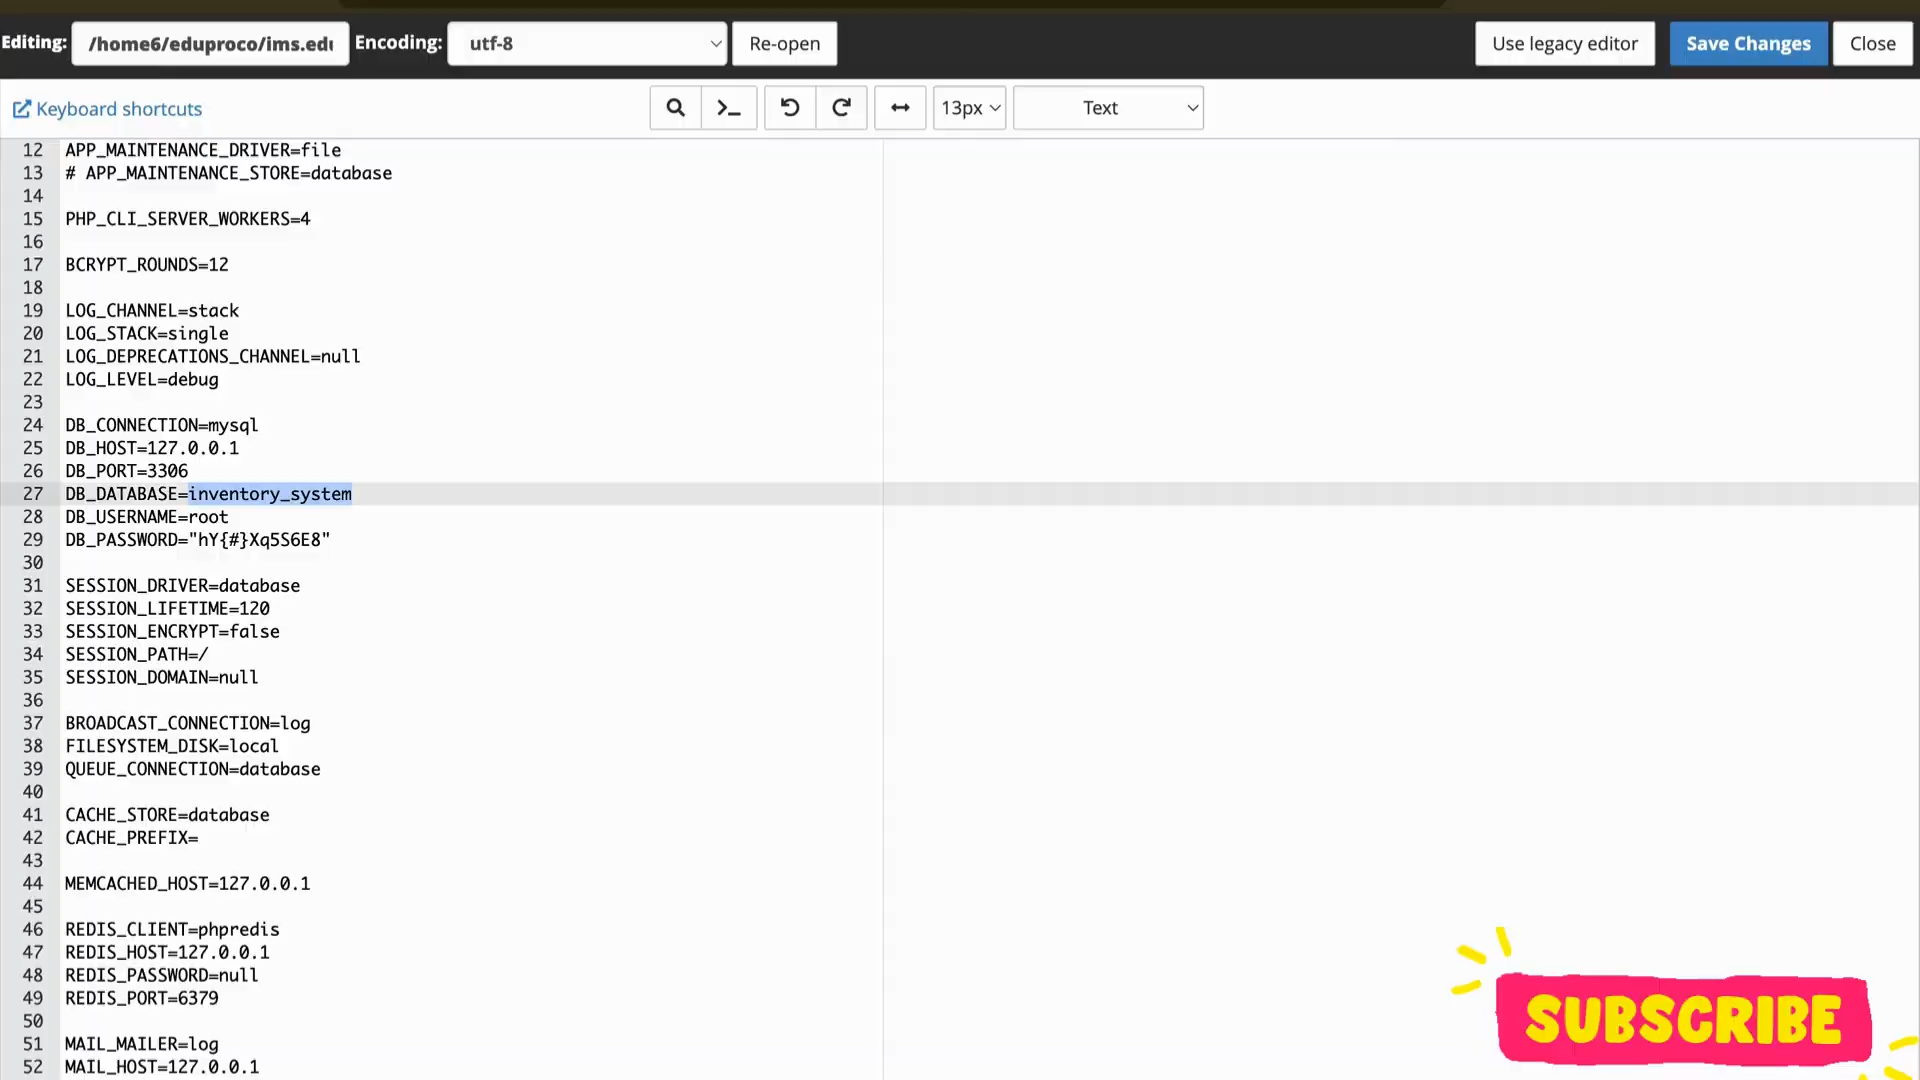 Editing: /home6/eduproco/ims.edu Encoding: utf-8 Re-open Use legacy editor Save Changes Close
Keyboard shortcuts 13px Text
12 APP_MAINTENANCE_DRIVER=file
13 # APP_MAINTENANCE_STORE=database
14
15 PHP_CLI_SERVER_WORKERS=4
16
17 BCRYPT_ROUNDS=12
18
19 LOG_CHANNEL=stack
20 LOG_STACK=single
21 LOG_DEPRECATIONS_CHANNEL=null
22 LOG_LEVEL=debug
23
24 DB_CONNECTION=mysql
25 DB_HOST=127.0.0.1
26 DB_PORT=3306
27 DB_DATABASE=inventory_system
28 DB_USERNAME=root
29 DB_PASSWORD="hY{#}Xq5S6E8"
30
31 SESSION_DRIVER=database
32 SESSION_LIFETIME=120
33 SESSION_ENCRYPT=false
34 SESSION_PATH=/
35 SESSION_DOMAIN=null
36
37 BROADCAST_CONNECTION=log
38 FILESYSTEM_DISK=local
39 QUEUE_CONNECTION=database
40
41 CACHE_STORE=database
42 CACHE_PREFIX=
43
44 MEMCACHED_HOST=127.0.0.1
45
46 REDIS_CLIENT=phpredis
47 REDIS_HOST=127.0.0.1
48 REDIS_PASSWORD=null
49 REDIS_PORT=6379
50
51 MAIL_MAILER=log
52 MAIL_HOST=127.0.0.1
SUBSCRIBE